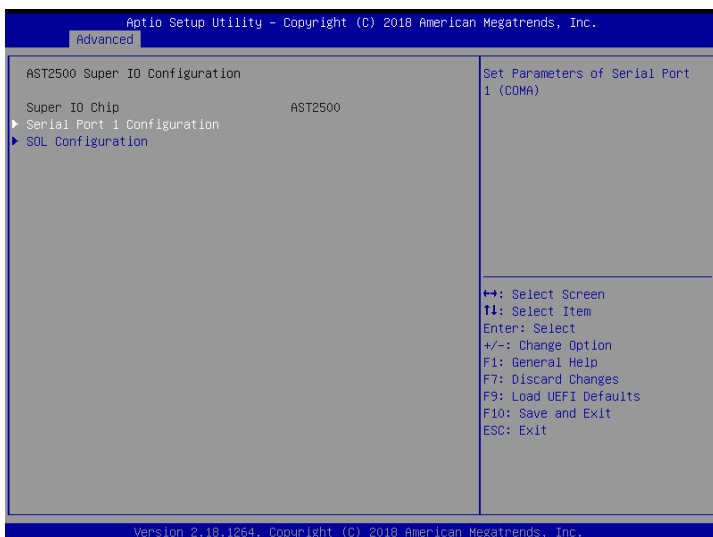 Aptio Setup Utility – Copyright (C) 2018 American Megatrends, Inc.
Advanced
AST2500 Super IO Configuration
Super IO Chip AST2500
Serial Port 1 Configuration
SOL Configuration
Set Parameters of Serial Port
1 (COMA)
↔: Select Screen
↑↓: Select Item
Enter: Select
+/-: Change Option
F1: General Help
F7: Discard Changes
F9: Load UEFI Defaults
F10: Save and Exit
ESC: Exit
Version 2.18.1264. Copyright (C) 2018 American Megatrends, Inc.